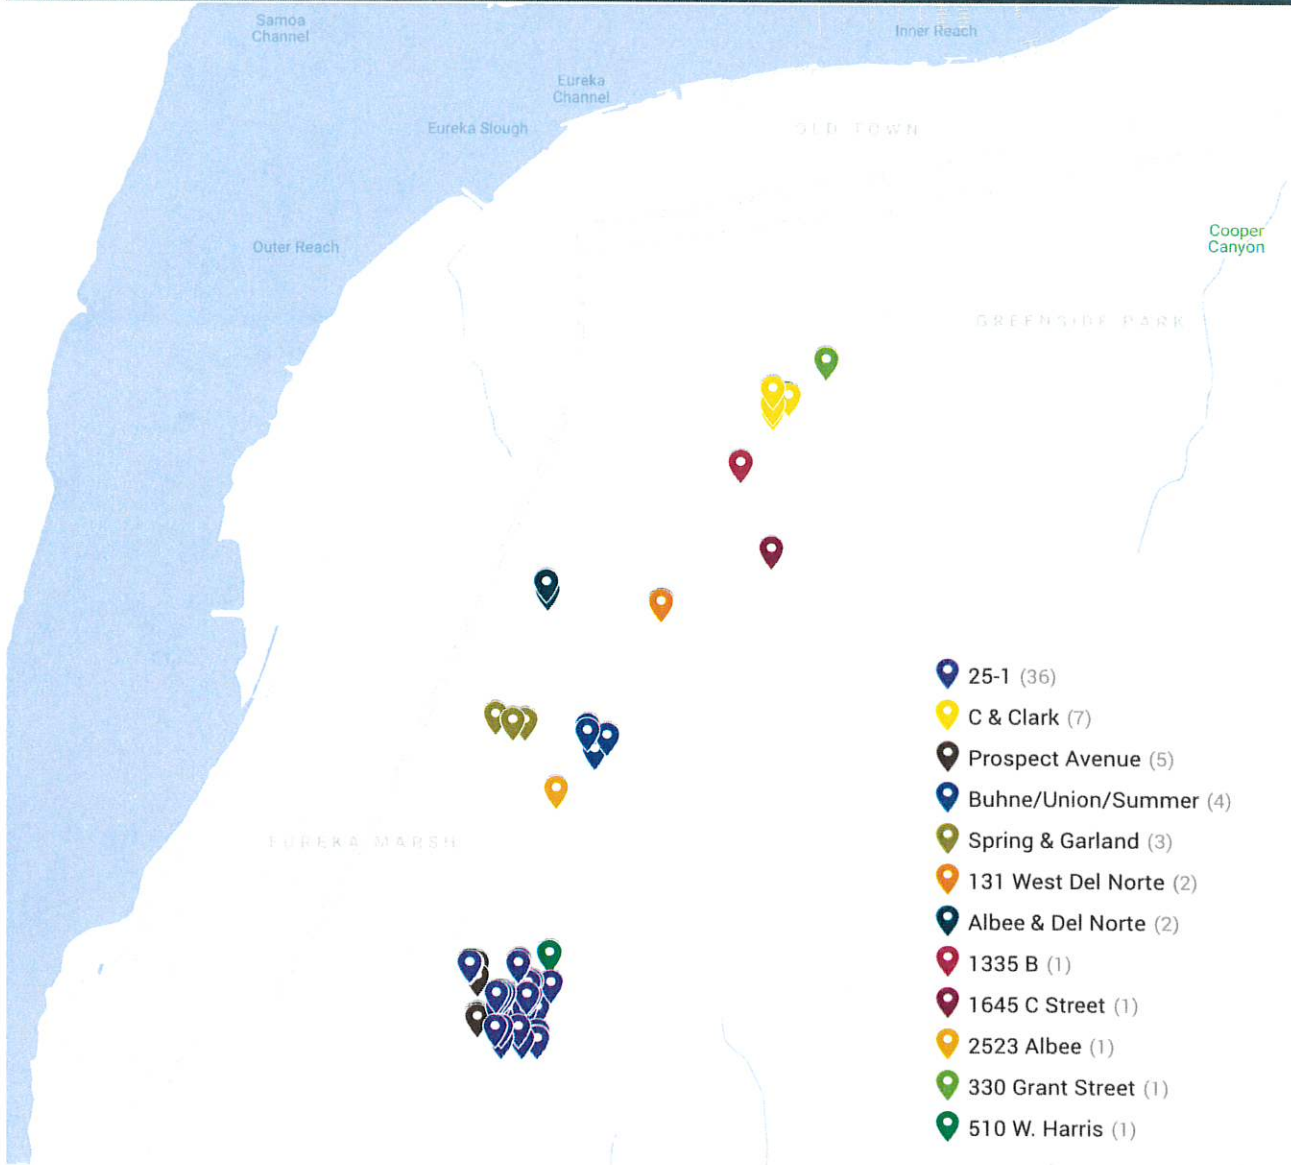 Samoa
Channel
Inner Reach
Eureka
Channel
Eureka Slough
OLD TOWN
Outer Reach
Cooper
Canyon
GREENSIDE PARK
25-1 (36)
C & Clark (7)
Prospect Avenue (5)
Buhne/Union/Summer (4)
Spring & Garland (3)
EUREKA MARSH
131 West Del Norte (2)
Albee & Del Norte (2)
1335 B (1)
1645 C Street (1)
2523 Albee (1)
330 Grant Street (1)
510 W. Harris (1)